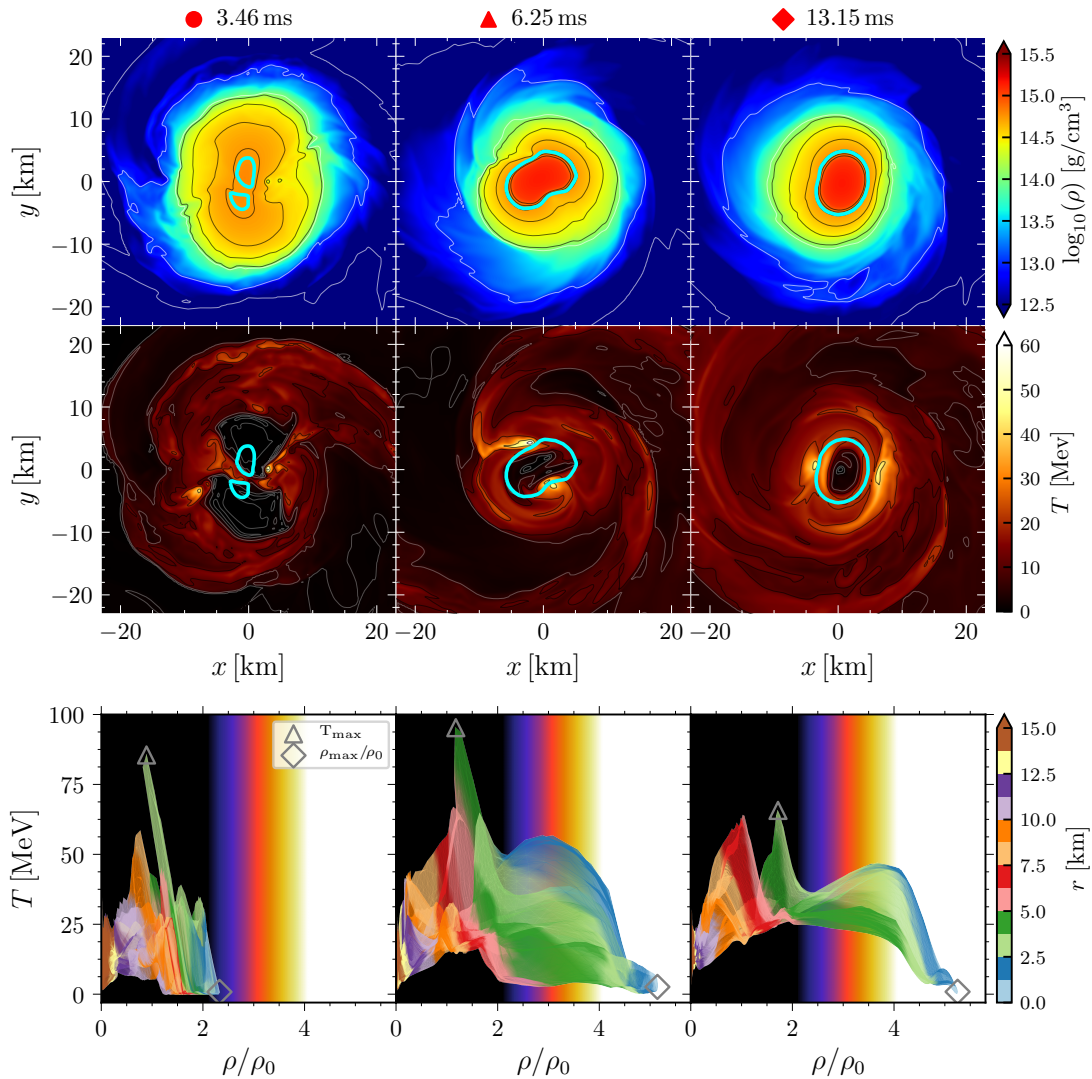 3.46 ms 6.25 ms 13.15 ms
20
10
0
−10
−20
y [km]
15.5
15.0
14.5
14.0
13.5
13.0
12.5
log10(ρ) [g/cm³]
20
10
0
−10
−20
y [km]
60
50
40
30
20
10
0
T [MeV]
−20 0 20 −20 0 20 −20 0 20
x [km] x [km] x [km]
100
75
50
25
0
T [MeV]
Tmax
ρmax/ρ0
15.0
12.5
10.0
7.5
5.0
2.5
0.0
r [km]
0 2 4 0 2 4 0 2 4
ρ/ρ0 ρ/ρ0 ρ/ρ0